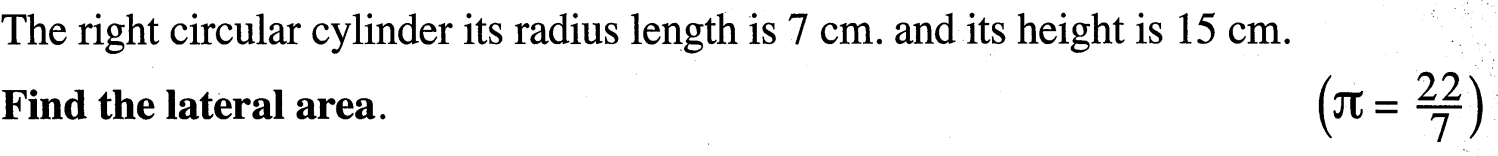 The right circular cylinder its radius length is 7 cm. and its height is 15 cm.
Find the lateral area. (π = 22/7)